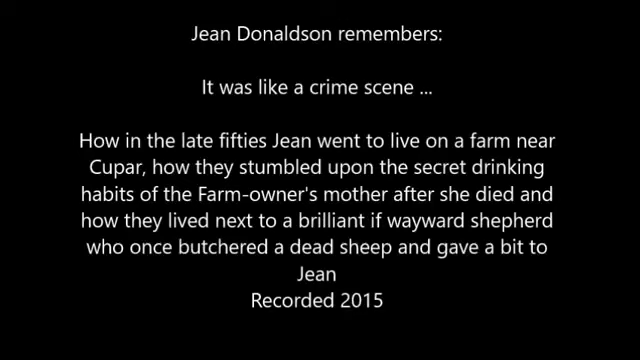 Jean Donaldson remembers:
It was like a crime scene ...
How in the late fifties Jean went to live on a farm near
Cupar, how they stumbled upon the secret drinking
habits of the Farm-owner's mother after she died and
how they lived next to a brilliant if wayward shepherd
who once butchered a dead sheep and gave a bit to
Jean
Recorded 2015